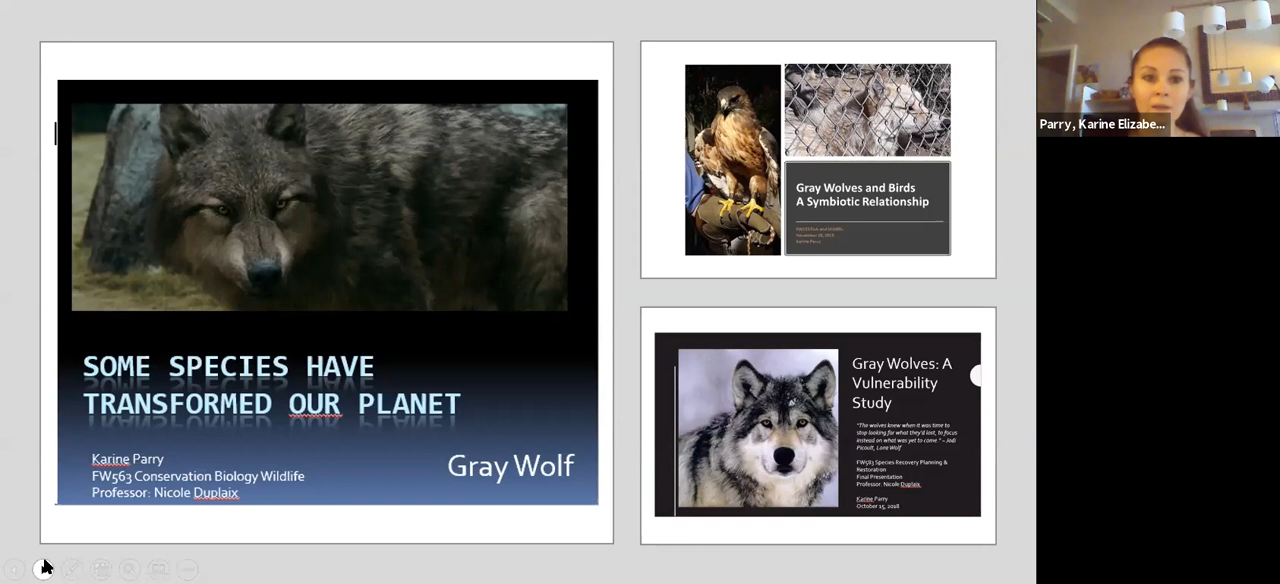 SOME SPECIES HAVE
TRANSFORMED OUR PLANET
Karine Parry
FW563 Conservation Biology Wildlife
Professor: Nicole Duplaix
Gray Wolf
Gray Wolves and Birds
A Symbiotic Relationship
Karine Parry
Gray Wolves: A
Vulnerability
Study
"The wolves knew when it was time to
stop looking for what they'd lost, to focus
instead on what was yet to come." – Jodi
Picoult, Lone Wolf
FW583 Species Recovery Planning &
Restoration
Final Presentation
Professor: Nicole Duplaix
Karine Parry
October 15, 2018
Parry, Karine Elizabe...